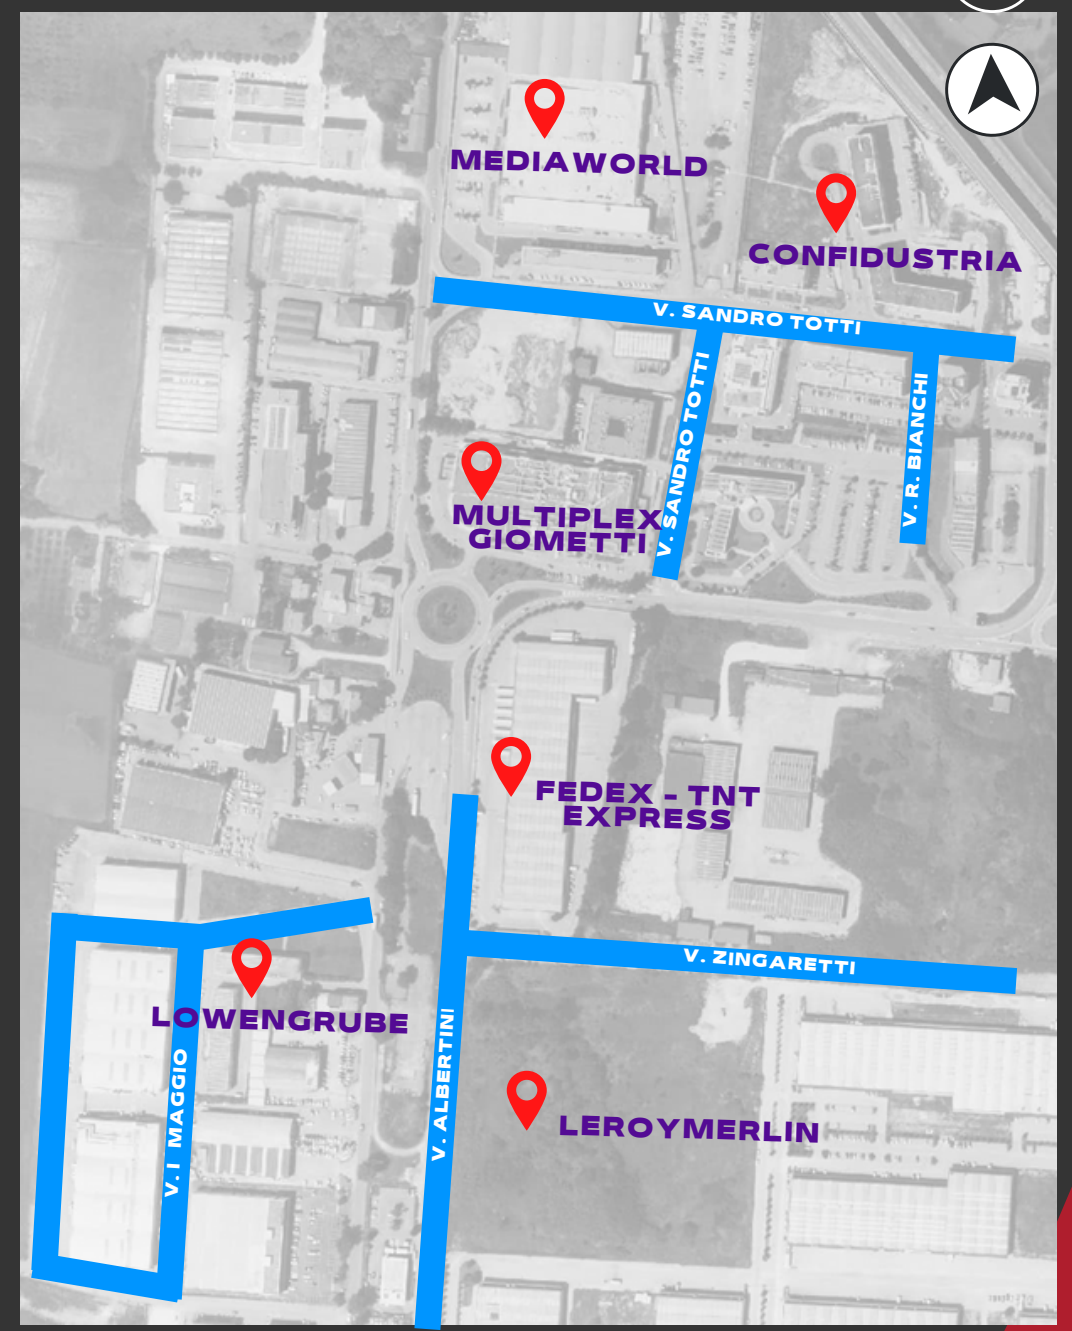 MEDIAWORLD
CONFIDUSTRIA
V. SANDRO TOTTI
V. SANDRO TOTTI
V. R. BIANCHI
MULTIPLEX
GIOMETTI
FEDEX - TNT
EXPRESS
V. ZINGARETTI
LOWENGRUBE
V. ALBERTINI
V. I MAGGIO
LEROYMERLIN